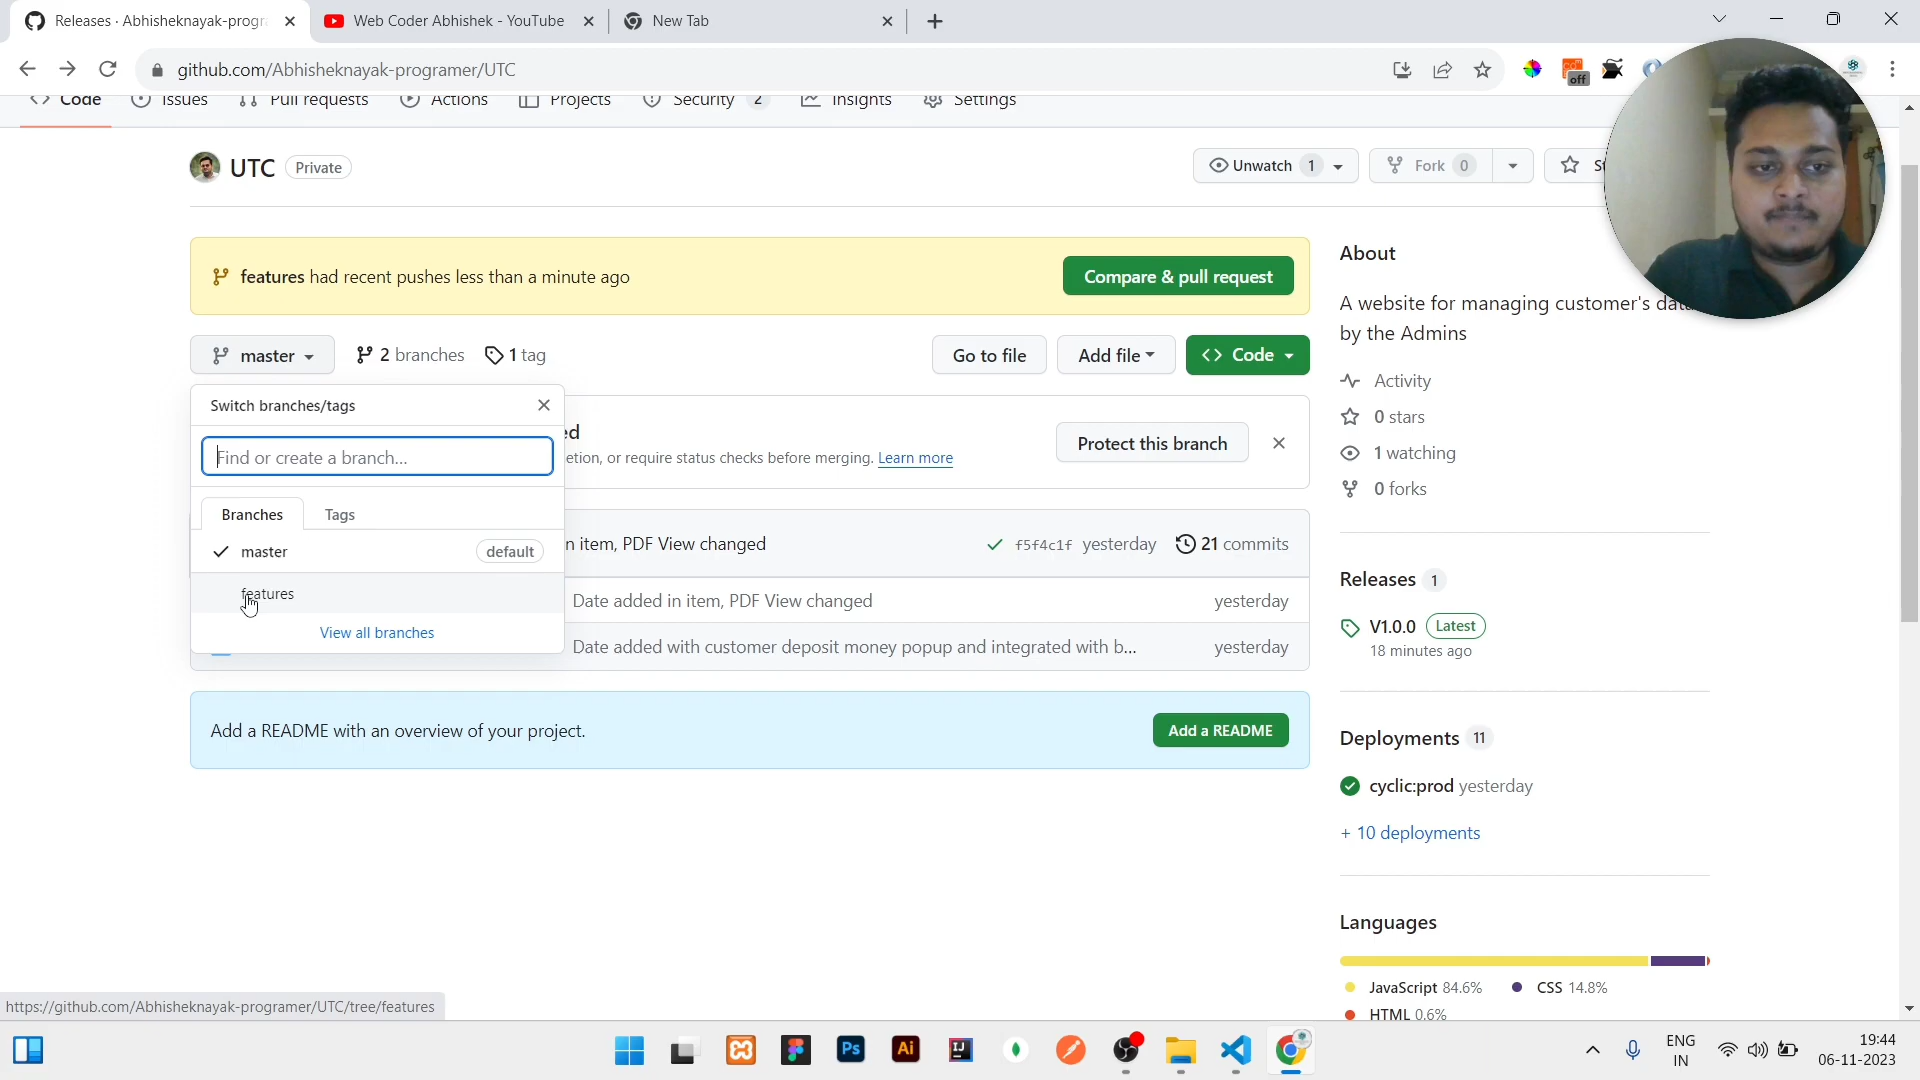 Releases · Abhisheknayak-progra
Web Coder Abhishek - YouTube
New Tab
github.com/Abhisheknayak-programer/UTC
off
Code
Issues
Pull requests
Actions
Projects
Security 2
Insights
Settings
UTC Private
Unwatch 1
Fork 0
features had recent pushes less than a minute ago
Compare & pull request
master
2 branches
1 tag
Go to file
Add file
Code
Switch branches/tags
Find or create a branch...
Branches
Tags
master default
features
View all branches
ed
etion, or require status checks before merging. Learn more
Protect this branch
n item, PDF View changed
f5f4c1f yesterday
21 commits
Date added in item, PDF View changed
yesterday
Date added with customer deposit money popup and integrated with b...
yesterday
Add a README with an overview of your project.
Add a README
About
A website for managing customer's
by the Admins
Activity
0 stars
1 watching
0 forks
Releases 1
V1.0.0 Latest
18 minutes ago
Deployments 11
cyclic:prod yesterday
+ 10 deployments
Languages
JavaScript 84.6%
CSS 14.8%
HTML 0.6%
https://github.com/Abhisheknayak-programer/UTC/tree/features
Ps
Ai
IJ
ENG
IN
19:44
06-11-2023